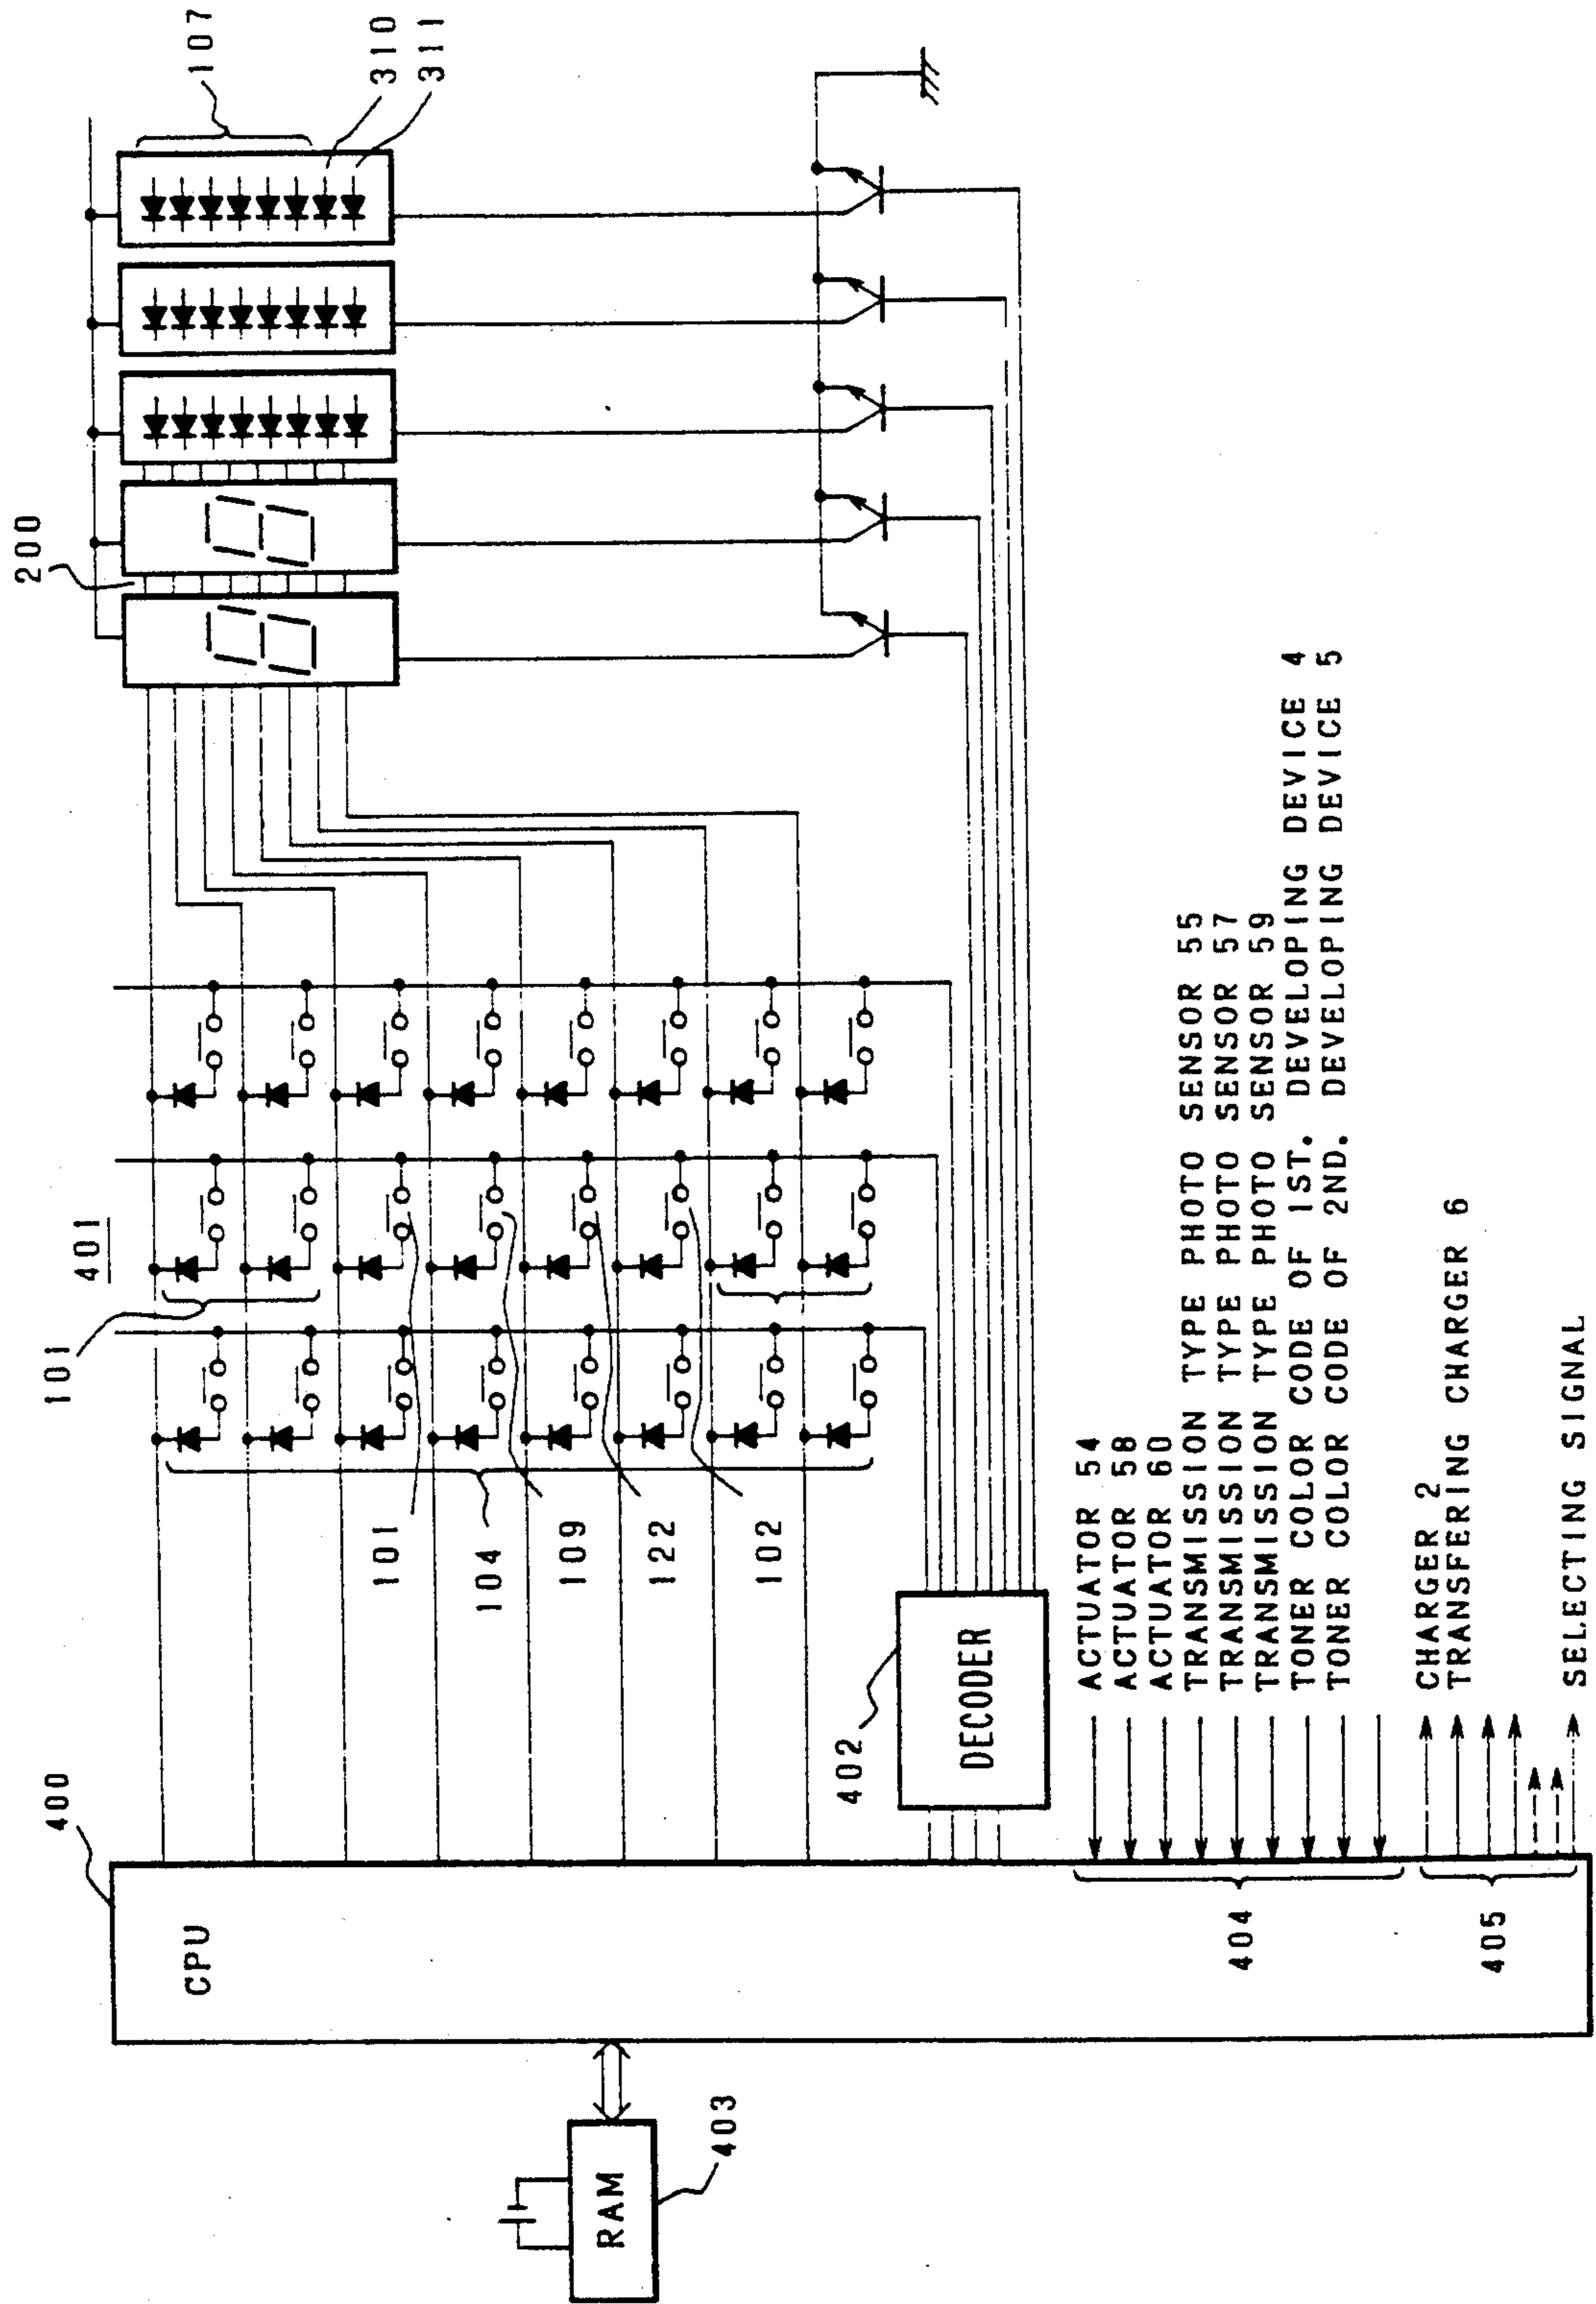 400
CPU
RAM
403
402
DECODER
404
405
101
401
101
104
109
122
102
200
107
310
311
ACTUATOR 54
ACTUATOR 58
ACTUATOR 60
TRANSMISSION TYPE PHOTO SENSOR 55
TRANSMISSION TYPE PHOTO SENSOR 57
TRANSMISSION TYPE PHOTO SENSOR 59
TONER COLOR CODE OF 1ST. DEVELOPING DEVICE 4
TONER COLOR CODE OF 2ND. DEVELOPING DEVICE 5
CHARGER 2
TRANSFERING CHARGER 6
SELECTING SIGNAL